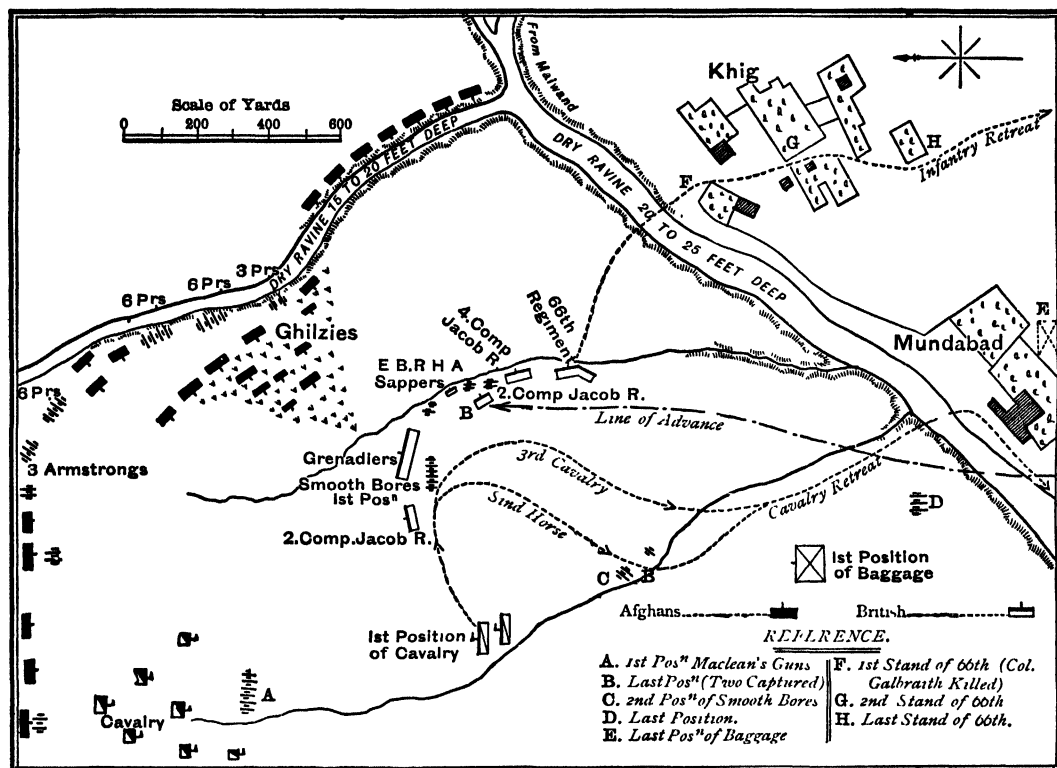 From Maiwand
Khig
Scale of Yards
0 200 400 600
DRY RAVINE 15 TO 20 FEET DEEP
DRY RAVINE 20 TO 25 FEET DEEP
G
H
F
Infantry Retreat
6 Prs
6 Prs
3 Prs
Ghilzies
6 Prs
4. Comp
Jacob R.
66th
Regiment
E
Mundabad
E B. R H A
Sappers
B
2. Comp Jacob R.
Line of Advance
3 Armstrongs
Grenadiers
Smooth Bores
1st Posn
2. Comp. Jacob R.
3rd Cavalry
Sind Horse
Cavalry Retreat
D
C
B
1st Position
of Baggage
1st Position
of Cavalry
A
Cavalry
Afghans
British
REFERENCE.
A. 1st Posn Maclean's Guns
B. Last Posn (Two Captured)
C. 2nd Posn of Smooth Bores
D. Last Position.
E. Last Posn of Baggage
F. 1st Stand of 66th (Col.
Galbraith Killed)
G. 2nd Stand of 66th
H. Last Stand of 66th.